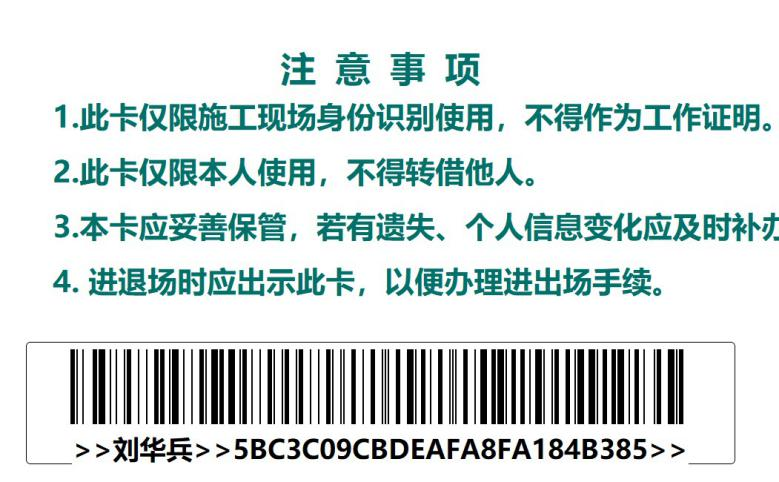 注意事项
1.此卡仅限施工现场身份识别使用，不得作为工作证明。
2.此卡仅限本人使用，不得转借他人。
3.本卡应妥善保管，若有遗失、个人信息变化应及时补办
4. 进退场时应出示此卡，以便办理进出场手续。
>>刘华兵>>5BC3C09CBDEAFA8FA184B385>>